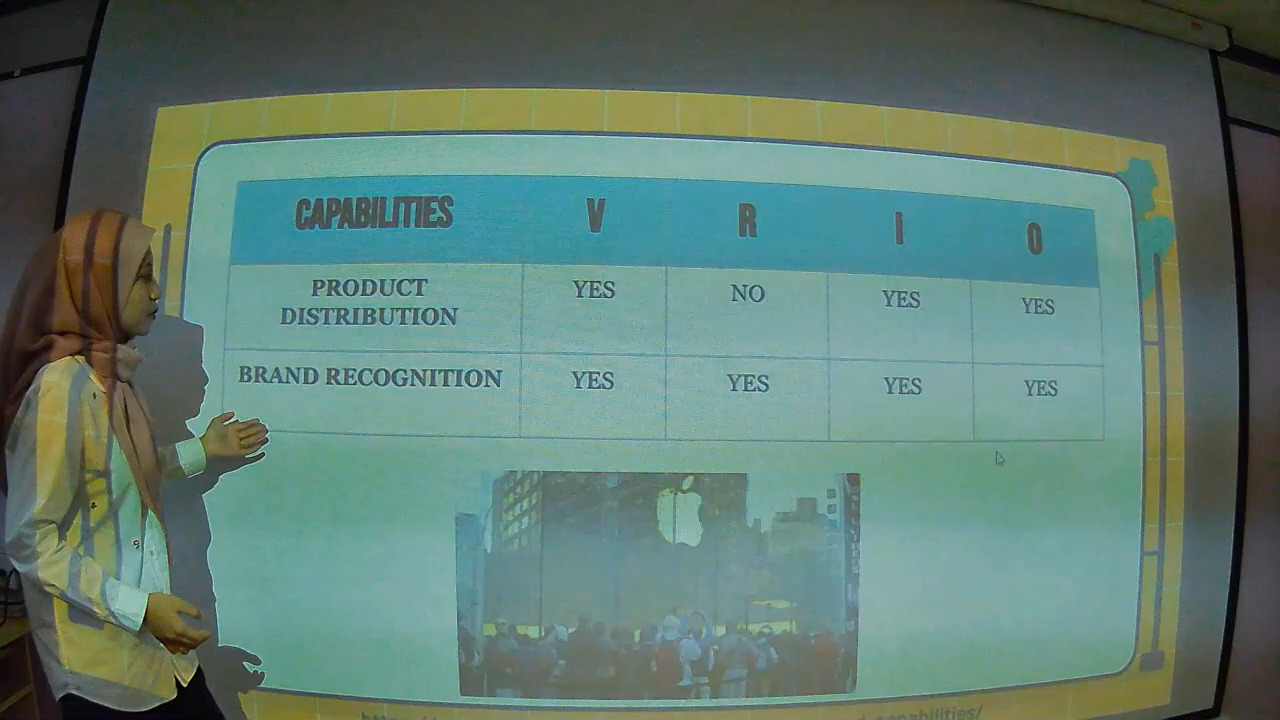 CAPABILITIES V R I O
PRODUCT DISTRIBUTION YES NO YES YES
BRAND RECOGNITION YES YES YES YES
capabilities/